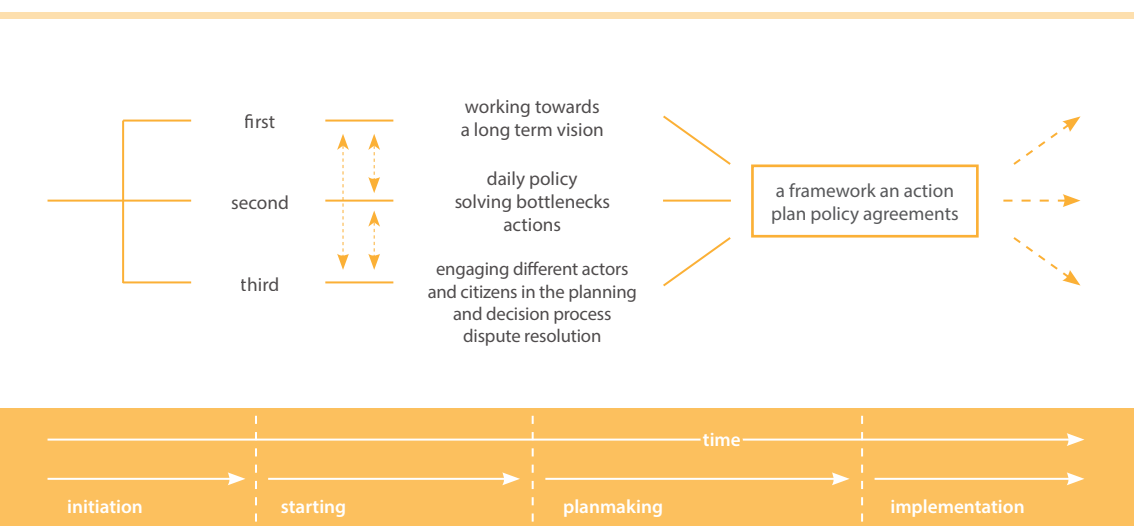 first
working towards
a long term vision
second
daily policy
solving bottlenecks
actions
third
engaging different actors
and citizens in the planning
and decision process
dispute resolution
a framework an action
plan policy agreements
time
initiation
starting
planmaking
implementation